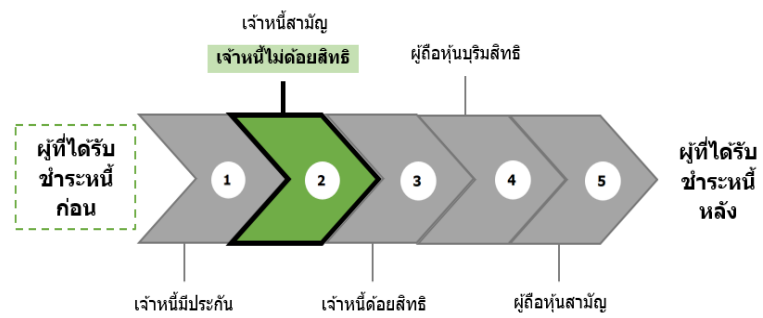 เจ้าหนี้สามัญ
เจ้าหนี้ไม่ด้อยสิทธิ
ผู้ถือหุ้นบุริมสิทธิ
ผู้ที่ได้รับ
ชำระหนี้
ก่อน
1
2
3
4
5
ผู้ที่ได้รับ
ชำระหนี้
หลัง
เจ้าหนี้มีประกัน
เจ้าหนี้ด้อยสิทธิ
ผู้ถือหุ้นสามัญ